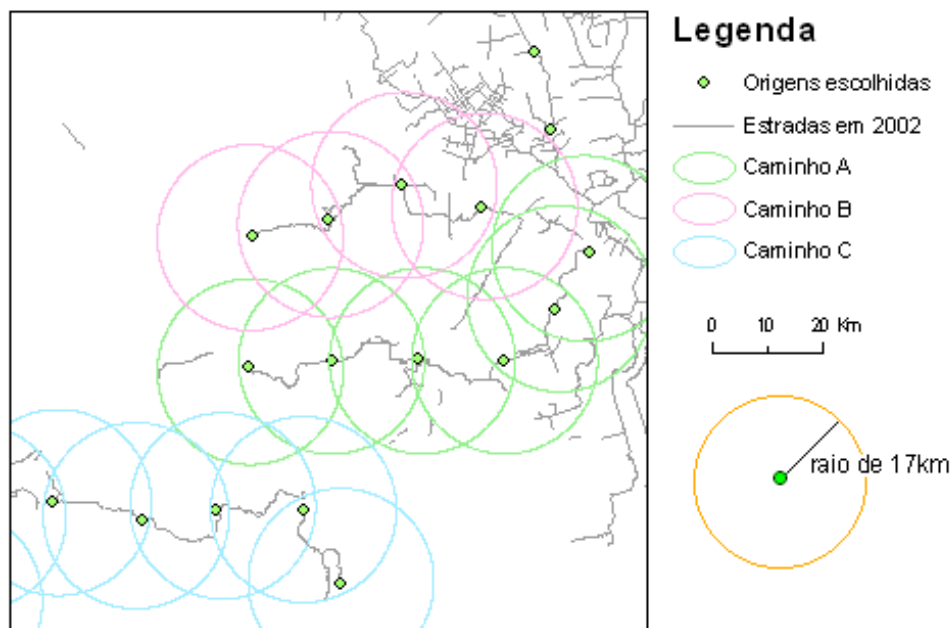 Legenda
Origens escolhidas
Estradas em 2002
Caminho A
Caminho B
Caminho C
0 10 20 Km
raio de 17km